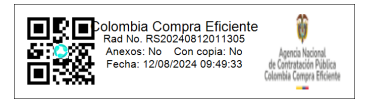 Colombia Compra Eficiente
Rad No. RS20240812011305
Anexos: No Con copia: No
Fecha: 12/08/2024 09:49:33
Agencia Nacional
de Contratación Pública
Colombia Compra Eficiente